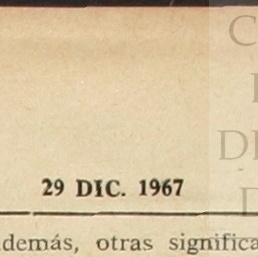 29 DIC. 1967
demás, otras significa